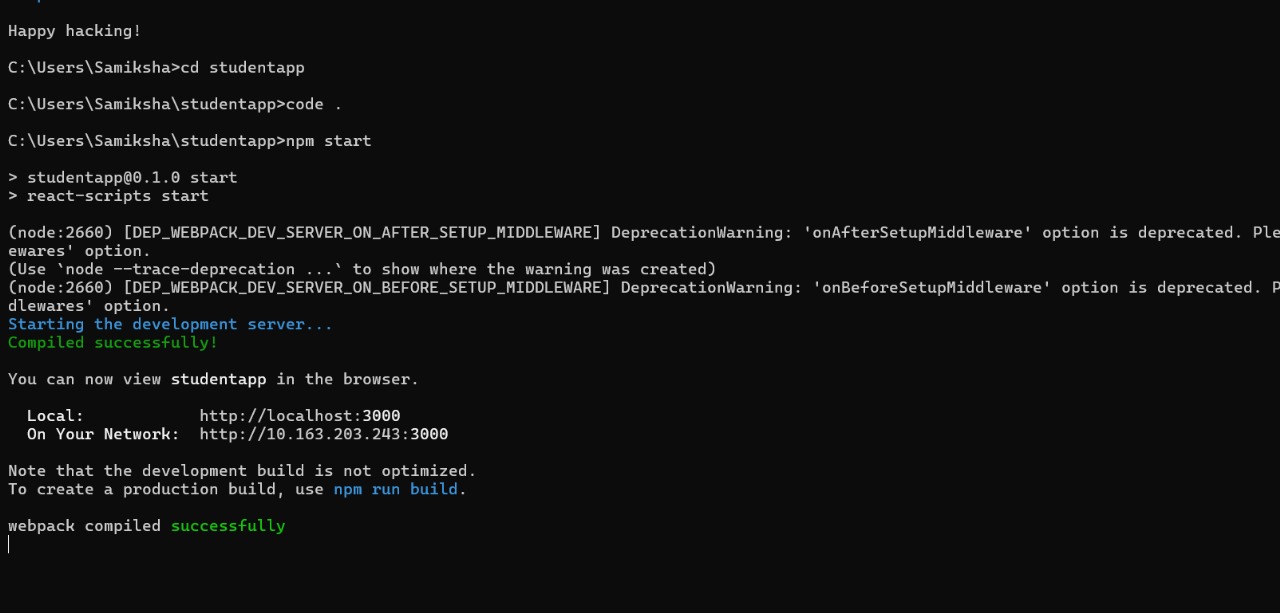 Happy hacking!
C:\Users\Samiksha>cd studentapp
C:\Users\Samiksha\studentapp>code .
C:\Users\Samiksha\studentapp>npm start
> studentapp@0.1.0 start
> react-scripts start
(node:2660) [DEP_WEBPACK_DEV_SERVER_ON_AFTER_SETUP_MIDDLEWARE] DeprecationWarning: 'onAfterSetupMiddleware' option is deprecated. Ple
ewares' option.
(Use `node --trace-deprecation ...` to show where the warning was created)
(node:2660) [DEP_WEBPACK_DEV_SERVER_ON_BEFORE_SETUP_MIDDLEWARE] DeprecationWarning: 'onBeforeSetupMiddleware' option is deprecated. P
dlewares' option.
Starting the development server...
Compiled successfully!
You can now view studentapp in the browser.
Local: http://localhost:3000
On Your Network: http://10.163.203.243:3000
Note that the development build is not optimized.
To create a production build, use npm run build.
webpack compiled successfully